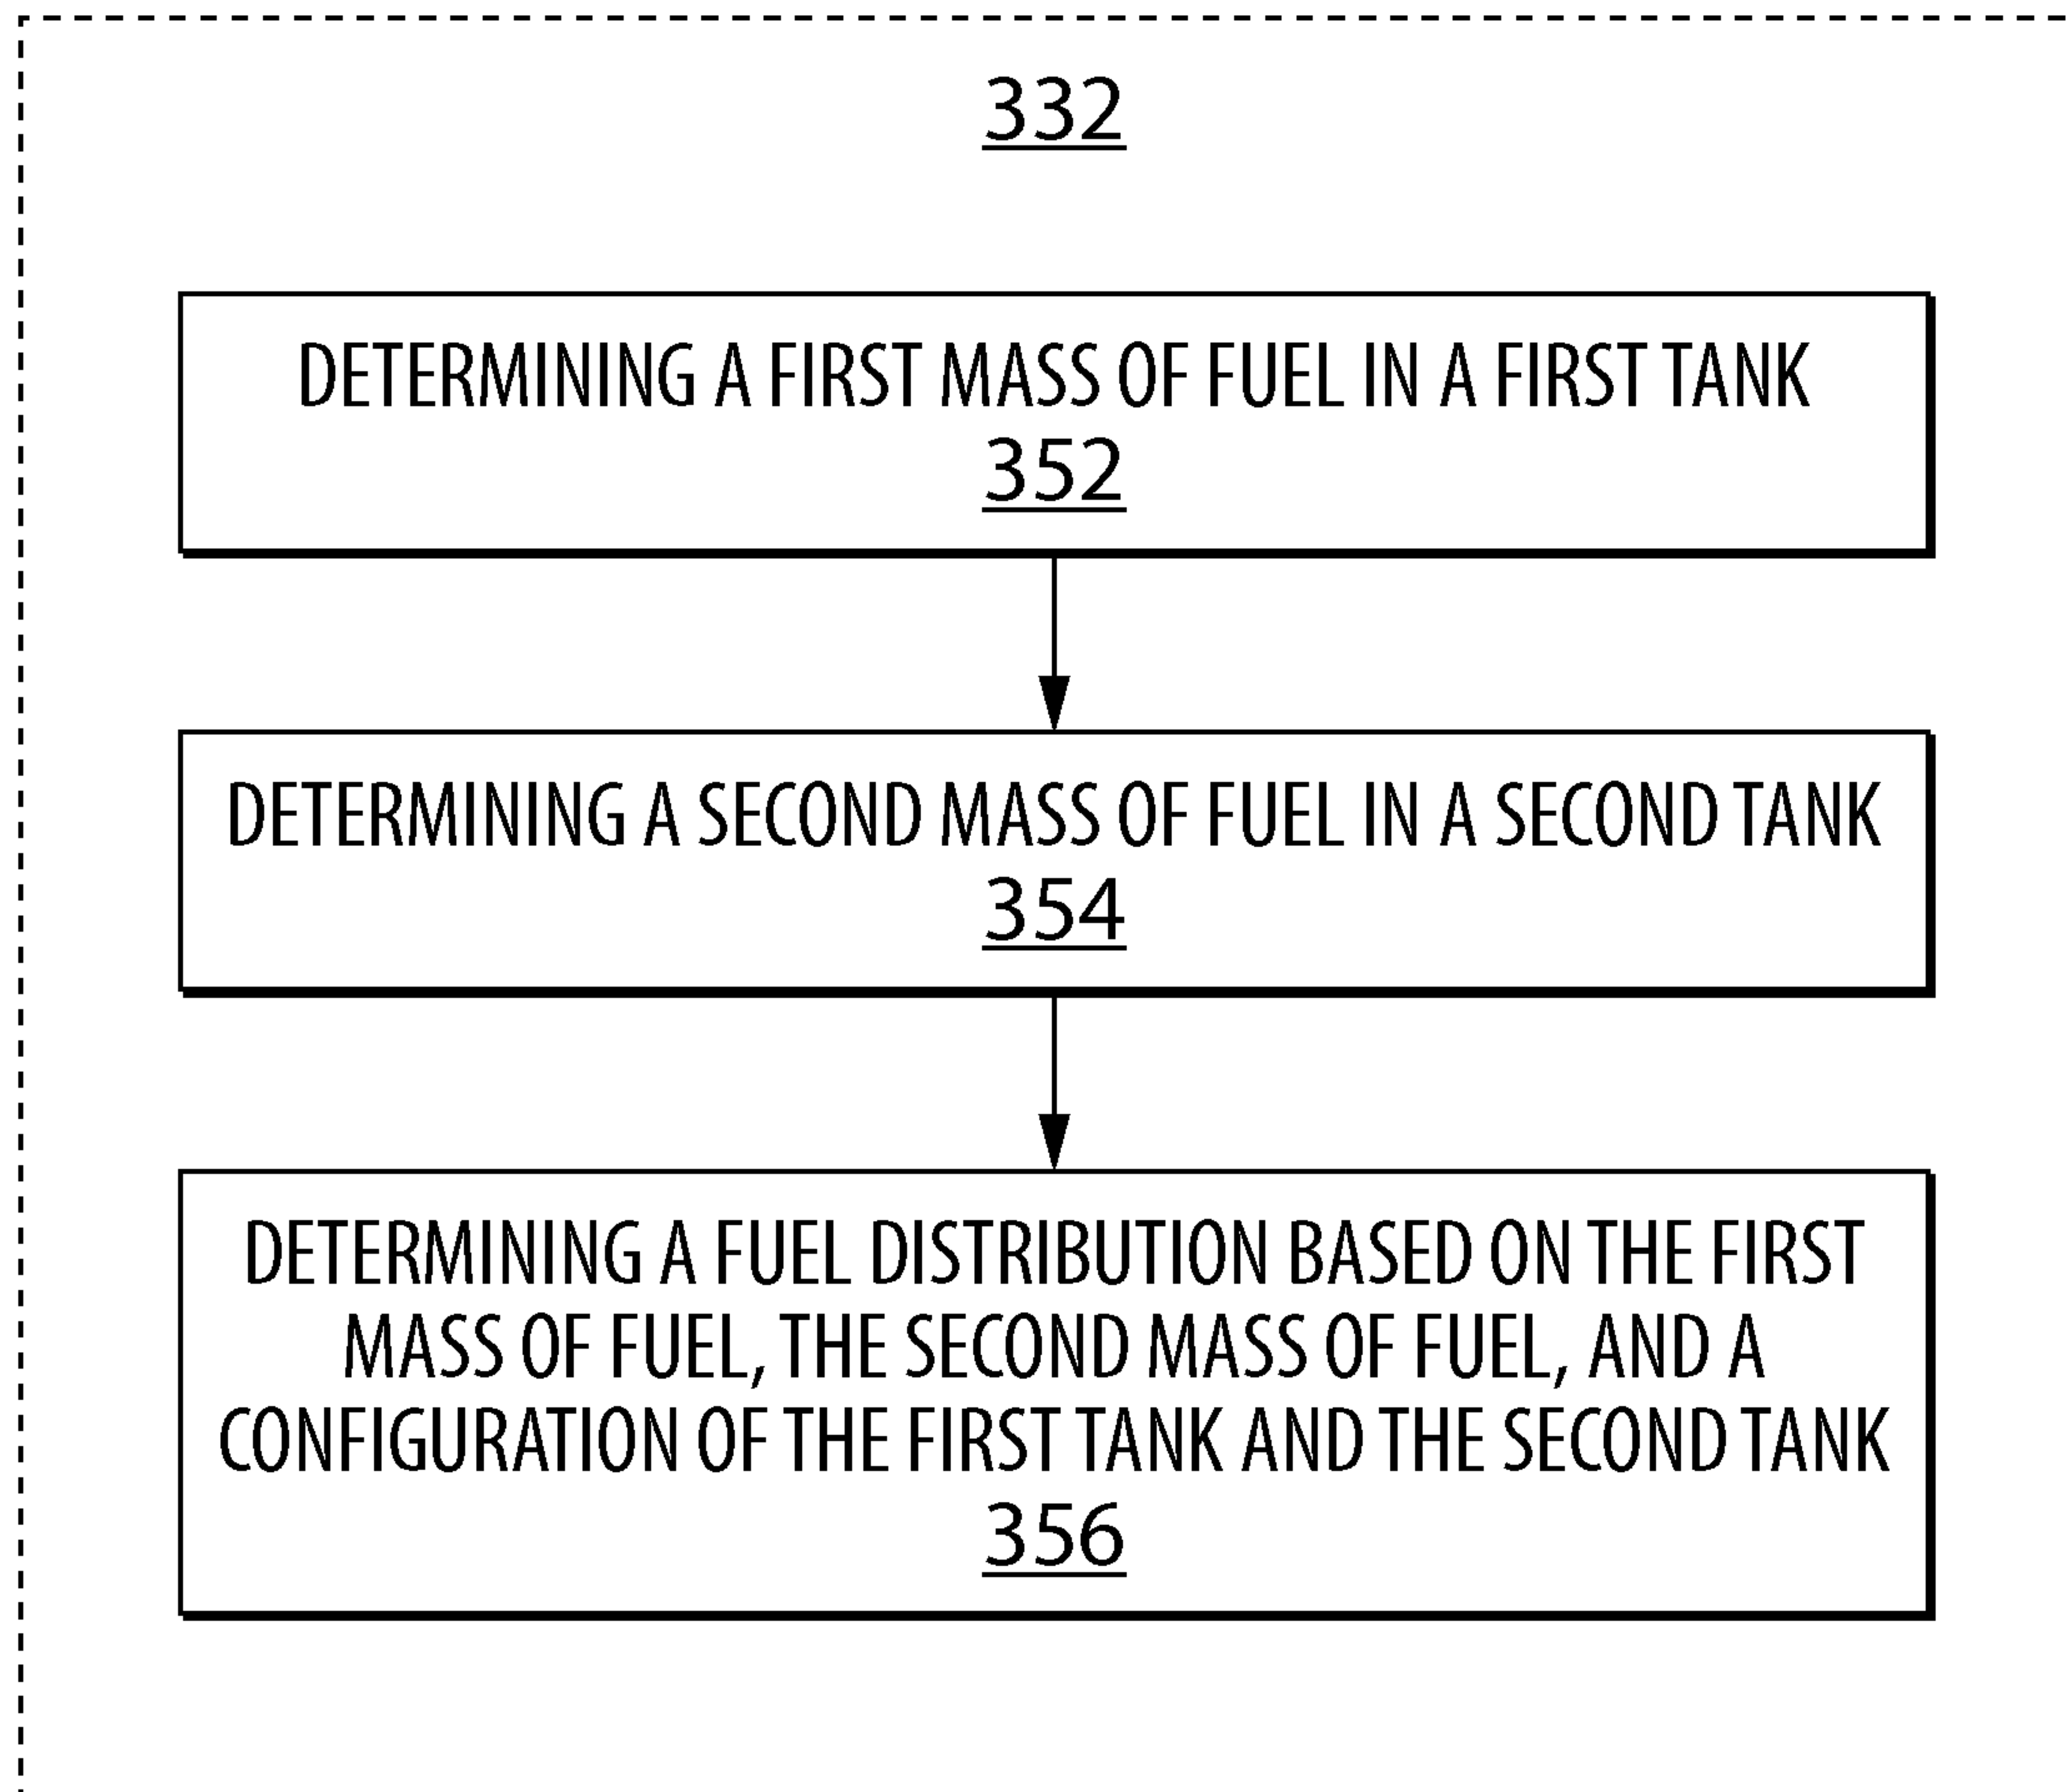 332
DETERMINING A FIRST MASS OF FUEL IN A FIRST TANK
352
DETERMINING A SECOND MASS OF FUEL IN A SECOND TANK
354
DETERMINING A FUEL DISTRIBUTION BASED ON THE FIRST
MASS OF FUEL, THE SECOND MASS OF FUEL, AND A
CONFIGURATION OF THE FIRST TANK AND THE SECOND TANK
356